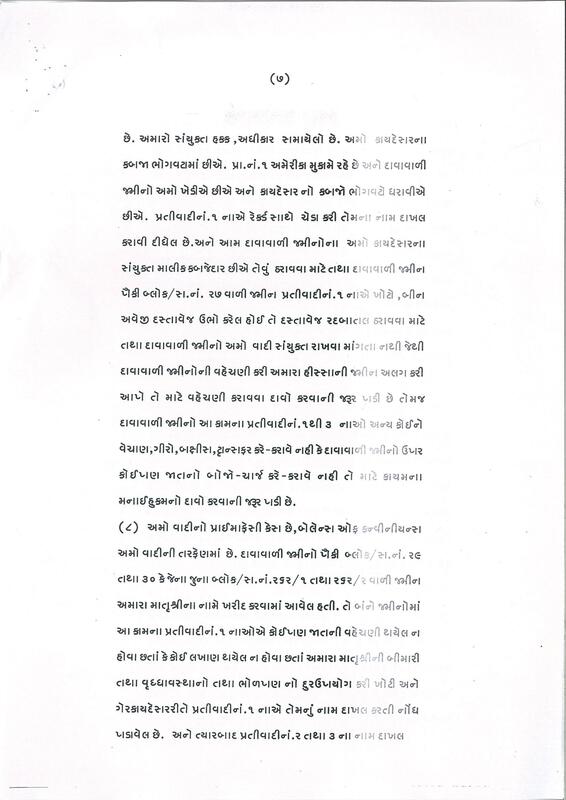 (૭)
છે. અમારો સંયુક્ત હક્ક ,અધીકાર સમાયેલો છે. અમો કાયદેસરના
કબજા ભોગવટામાં છીએ. પ્રા.નં.૧ અમેરીકા મુકામે રહે છે અને દાવાવાળી
જમીનો અમો ખેડીએ છીએ અને કાયદેસર નો કબજો ભોગવટો ધરાવીએ
છીએ. પ્રતીવાદીનં.૧ નાએ રેકર્ડ સાથે ચેડા કરી તેમના નામ દાખલ
કરાવી દીધેલ છે.અને આમ દાવાવાળી જમીનોના અમો કાયદેસરના
સંયુક્ત માલીક કબજેદાર છીએ તેવું ઠરાવવા માટે તથા દાવાવાળી જમીન
પૈકી બ્લોક/સ.નં. ૨૭ વાળી જમીન પ્રતીવાદીનં.૧ નાએ ખોટો ,બીન
અવેજી દસ્તાવેજ ઉભો કરેલ હોઈ તે દસ્તાવેજ રદબાતલ ઠરાવવા માટે
તથા દાવાવાળી જમીનો અમો વાદી સંયુક્ત રાખવા માંગતા નથી જેથી
દાવાવાળી જમીનોની વહેચણી કરી અમારા હીસ્સાની જમીન અલગ કરી
આપે તે માટે વહેચણી કરાવવા દાવો કરવાની જરૂર પડી છે તેમજ
દાવાવાળી જમીનો આ કામના પ્રતીવાદીનં.૧થી ૩ નાઓ અન્ય કોઈને
વેચાણ,ગીરો,બક્ષીસ,ટ્રાન્સફર કરે-કરાવે નહી કે દાવાવાળી જમીનો ઉપર
કોઈપણ જાતનો બોજો-ચાર્જ કરે-કરાવે નહી તે માટે કાયમના
મનાઈહુકમનો દાવો કરવાની જરૂર પડી છે.
(૮) અમો વાદીનો પ્રાઈમાફેસી કેસ છે,બેલેન્સ ઓફ કન્વીનીયન્સ
અમો વાદીની તરફેણમાં છે. દાવાવાળી જમીનો પૈકી બ્લોક/સ.નં. ૨૯
તથા ૩૦ કે જેના જુના બ્લોક/સ.નં.૨૬૨/૧ તથા ૨૬૨/૨ વાળી જમીન
અમારા માતૃશ્રીના નામે ખરીદ કરવામાં આવેલ હતી. તે બંને જમીનોમાં
આ કામના પ્રતીવાદીનં.૧ નાઓએ કોઈપણ જાતની વહેચણી થાયેલ ન
હોવા છતાં કે કોઈ લખાણ થાયેલ ન હોવા છતાં અમારા માતૃશ્રીની બીમારી
તથા વૃધ્ધાવસ્થાનો તથા ભોળપણ નો દુરઉપયોગ કરી ખોટી અને
ગેરકાયદેસરરીતે પ્રતીવાદીનં.૧ નાએ તેમનું નામ દાખલ કરતી નોંધ
પડાવેલ છે. અને ત્યારબાદ પ્રતીવાદીનં.૨ તથા ૩ ના નામ દાખલ